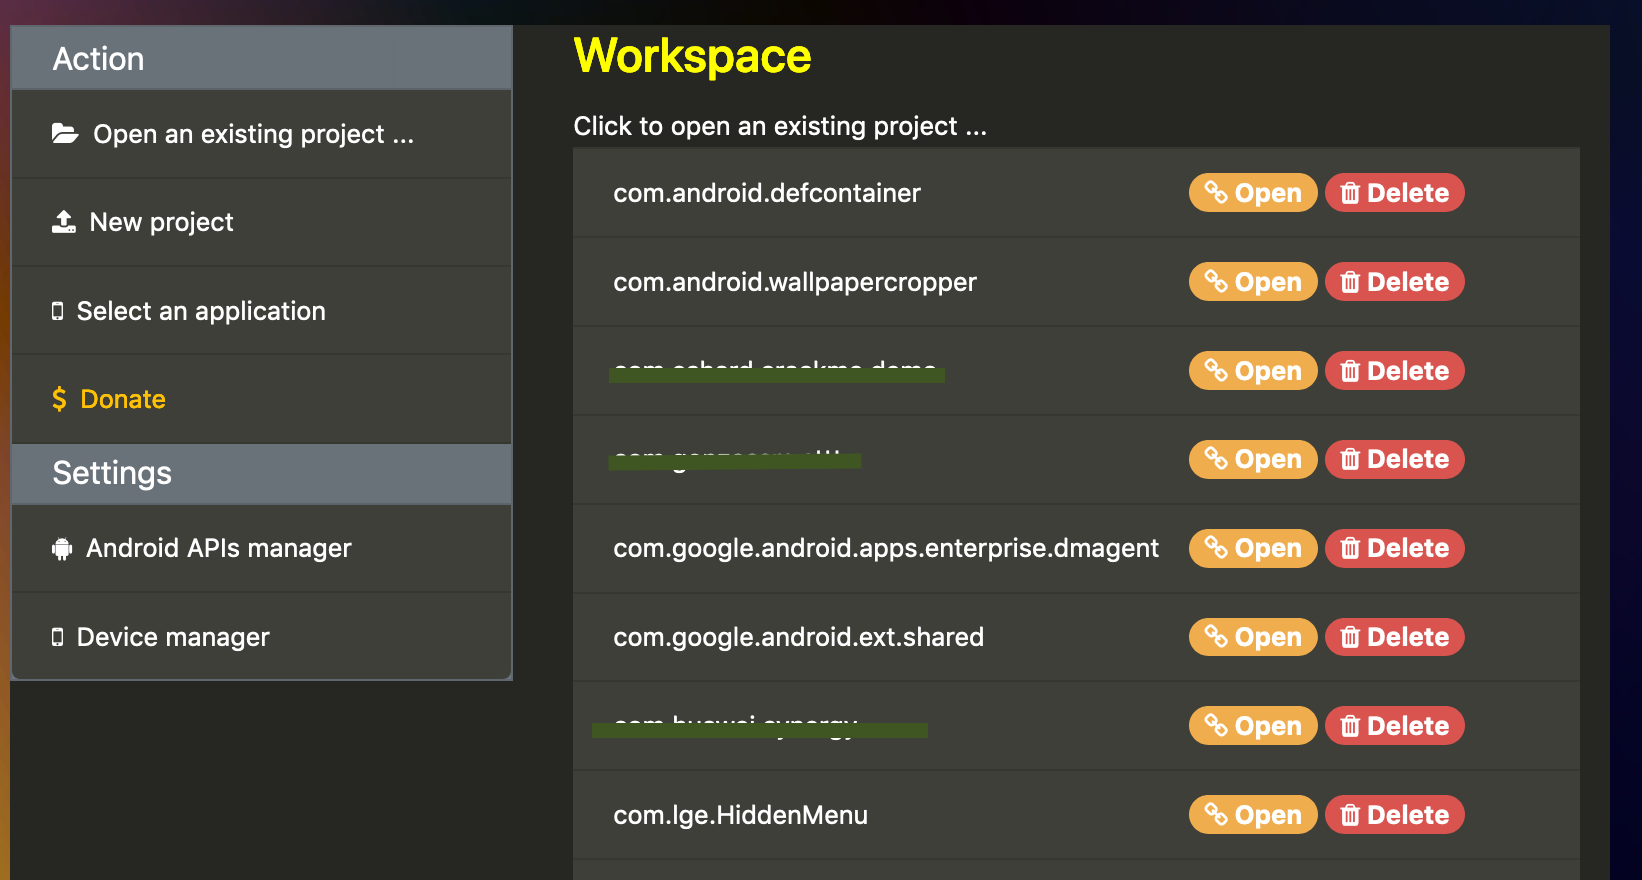 Action
Open an existing project ...
New project
Select an application
$ Donate
Settings
Android APIs manager
Device manager
Workspace
Click to open an existing project ...
com.android.defcontainer Open Delete
com.android.wallpapercropper Open Delete
Open Delete
Open Delete
com.google.android.apps.enterprise.dmagent Open Delete
com.google.android.ext.shared Open Delete
Open Delete
com.lge.HiddenMenu Open Delete